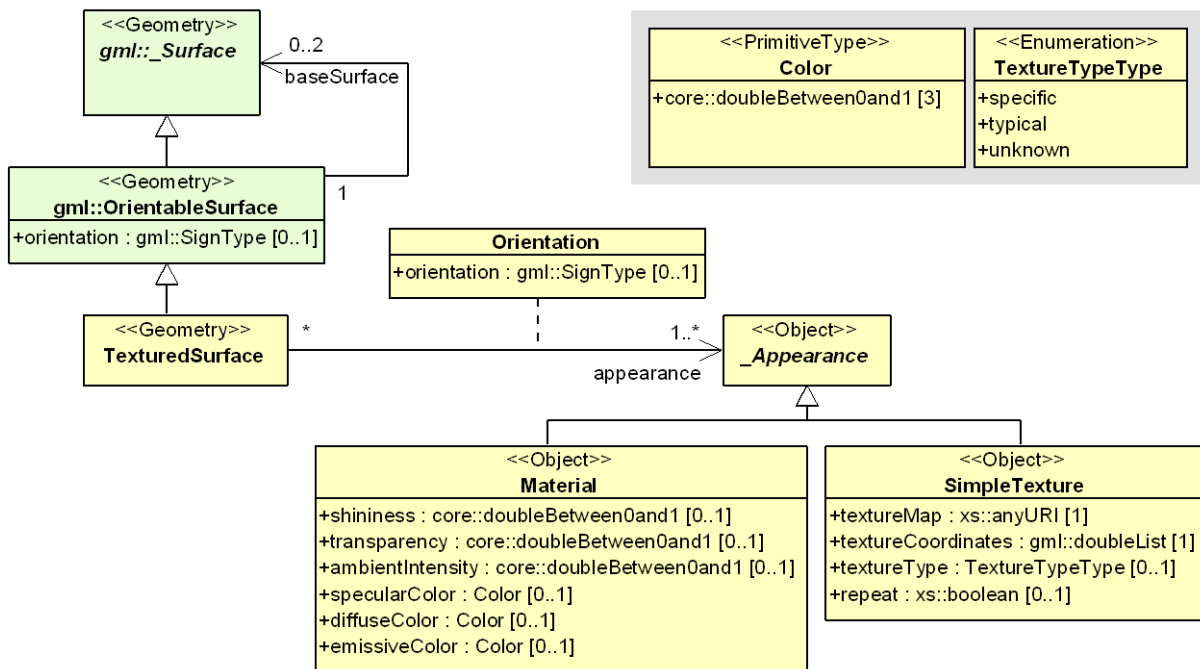 <<Geometry>>
gml::_Surface
0..2
baseSurface
<<PrimitiveType>>
Color
+core::doubleBetween0and1 [3]
<<Enumeration>>
TextureTypeType
+specific
+typical
+unknown
<<Geometry>>
gml::OrientableSurface
+orientation : gml::SignType [0..1]
1
Orientation
+orientation : gml::SignType [0..1]
<<Geometry>>
TexturedSurface
*
1..*
appearance
<<Object>>
_Appearance
<<Object>>
Material
+shininess : core::doubleBetween0and1 [0..1]
+transparency : core::doubleBetween0and1 [0..1]
+ambientIntensity : core::doubleBetween0and1 [0..1]
+specularColor : Color [0..1]
+diffuseColor : Color [0..1]
+emissiveColor : Color [0..1]
<<Object>>
SimpleTexture
+textureMap : xs::anyURI [1]
+textureCoordinates : gml::doubleList [1]
+textureType : TextureTypeType [0..1]
+repeat : xs::boolean [0..1]